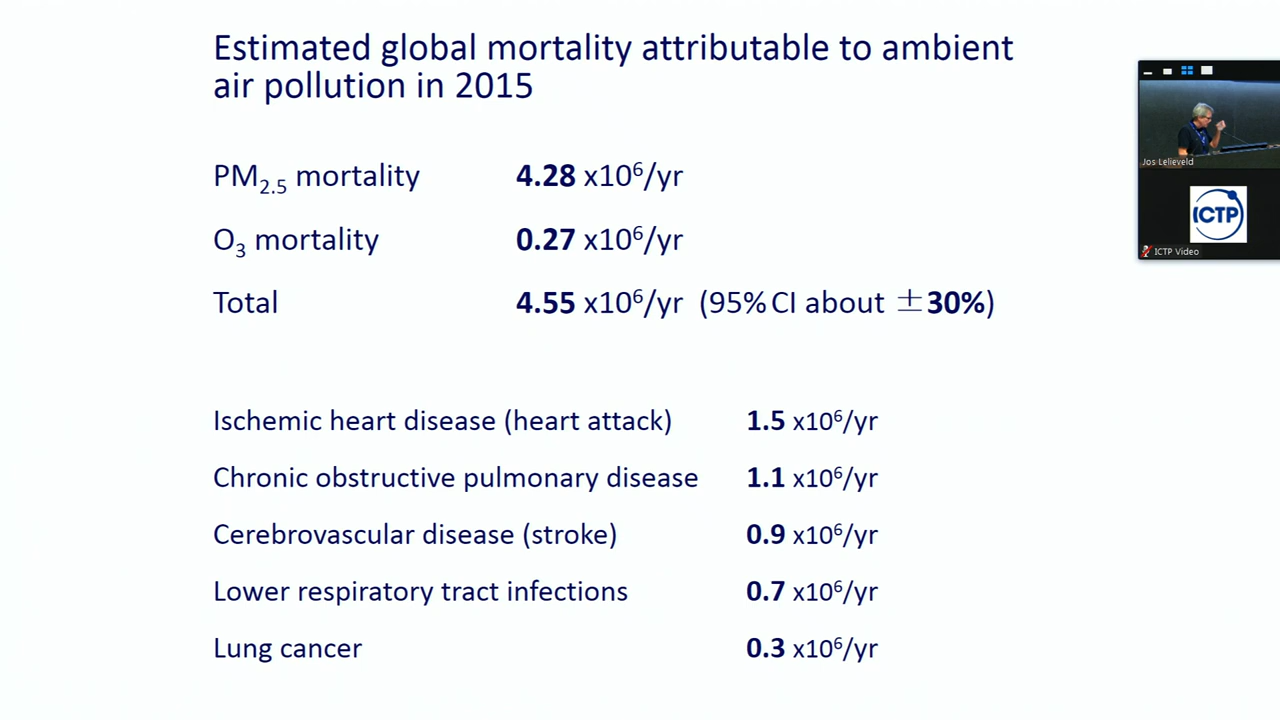 Estimated global mortality attributable to ambient
air pollution in 2015
PM₂.₅ mortality 4.28 x10⁶/yr
O₃ mortality 0.27 x10⁶/yr
Total 4.55 x10⁶/yr (95% CI about ±30%)
Ischemic heart disease (heart attack) 1.5 x10⁶/yr
Chronic obstructive pulmonary disease 1.1 x10⁶/yr
Cerebrovascular disease (stroke) 0.9 x10⁶/yr
Lower respiratory tract infections 0.7 x10⁶/yr
Lung cancer 0.3 x10⁶/yr
Jos Lelieveld
ICTP
ICTP Video